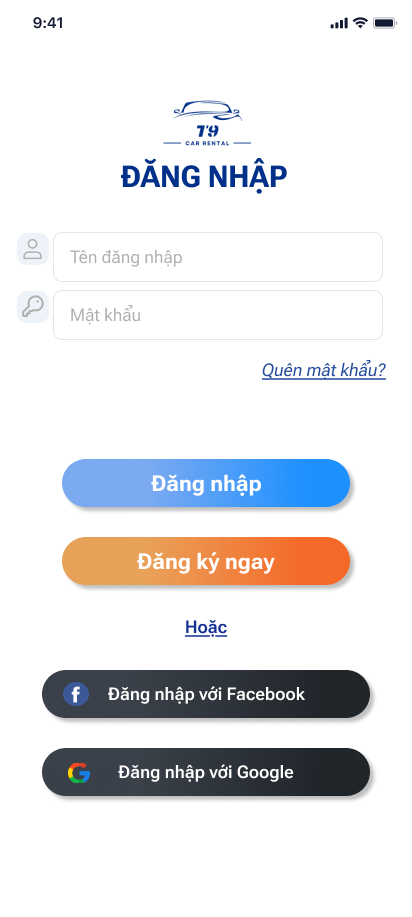 9:41
T'9
CAR RENTAL
ĐĂNG NHẬP
Tên đăng nhập
Mật khẩu
Quên mật khẩu?
Đăng nhập
Đăng ký ngay
Hoặc
Đăng nhập với Facebook
Đăng nhập với Google